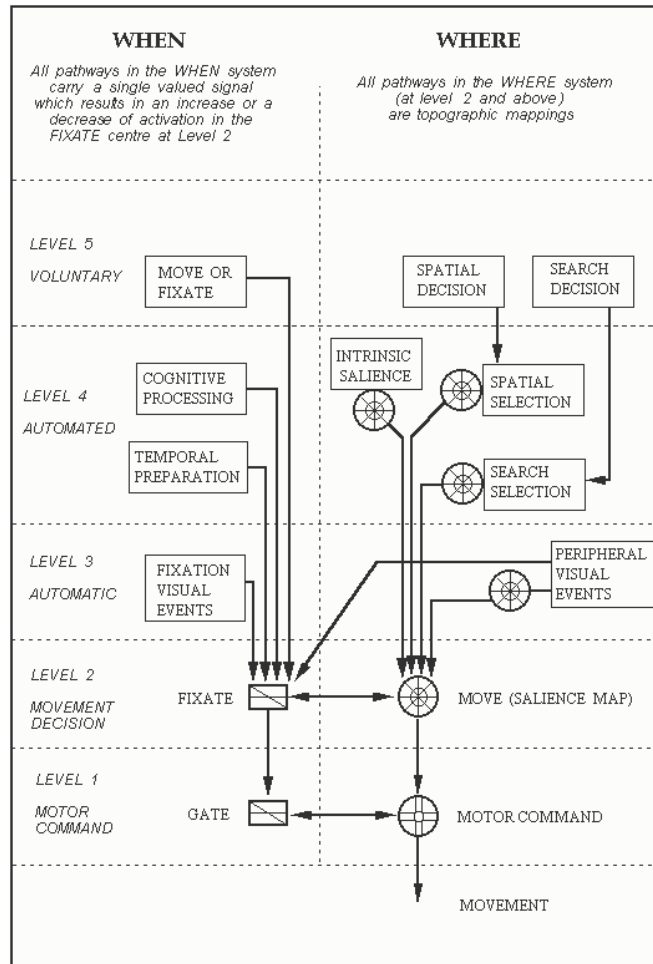 WHEN
WHERE
All pathways in the WHEN system
carry a single valued signal
which results in an increase or a
decrease of activation in the
FIXATE centre at Level 2
All pathways in the WHERE system
(at level 2 and above)
are topographic mappings
LEVEL 5
VOLUNTARY
MOVE OR
FIXATE
SPATIAL
DECISION
SEARCH
DECISION
LEVEL 4
AUTOMATED
COGNITIVE
PROCESSING
TEMPORAL
PREPARATION
INTRINSIC
SALIENCE
SPATIAL
SELECTION
SEARCH
SELECTION
LEVEL 3
AUTOMATIC
FIXATION
VISUAL
EVENTS
PERIPHERAL
VISUAL
EVENTS
LEVEL 2
MOVEMENT
DECISION
FIXATE
MOVE (SALIENCE MAP)
LEVEL 1
MOTOR
COMMAND
GATE
MOTOR COMMAND
MOVEMENT